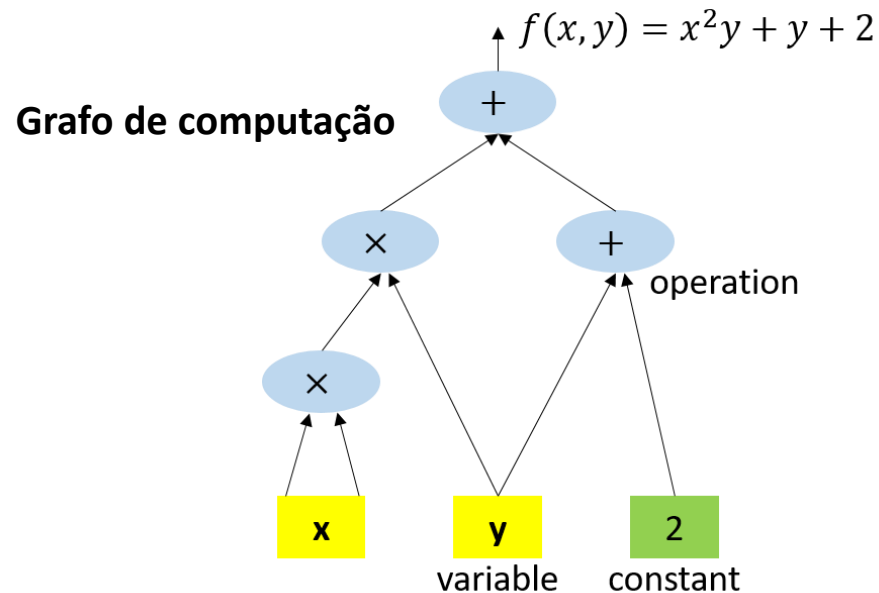 f(x, y) = x²y + y + 2
+
Grafo de computação
×
+
operation
×
x
y
2
variable
constant